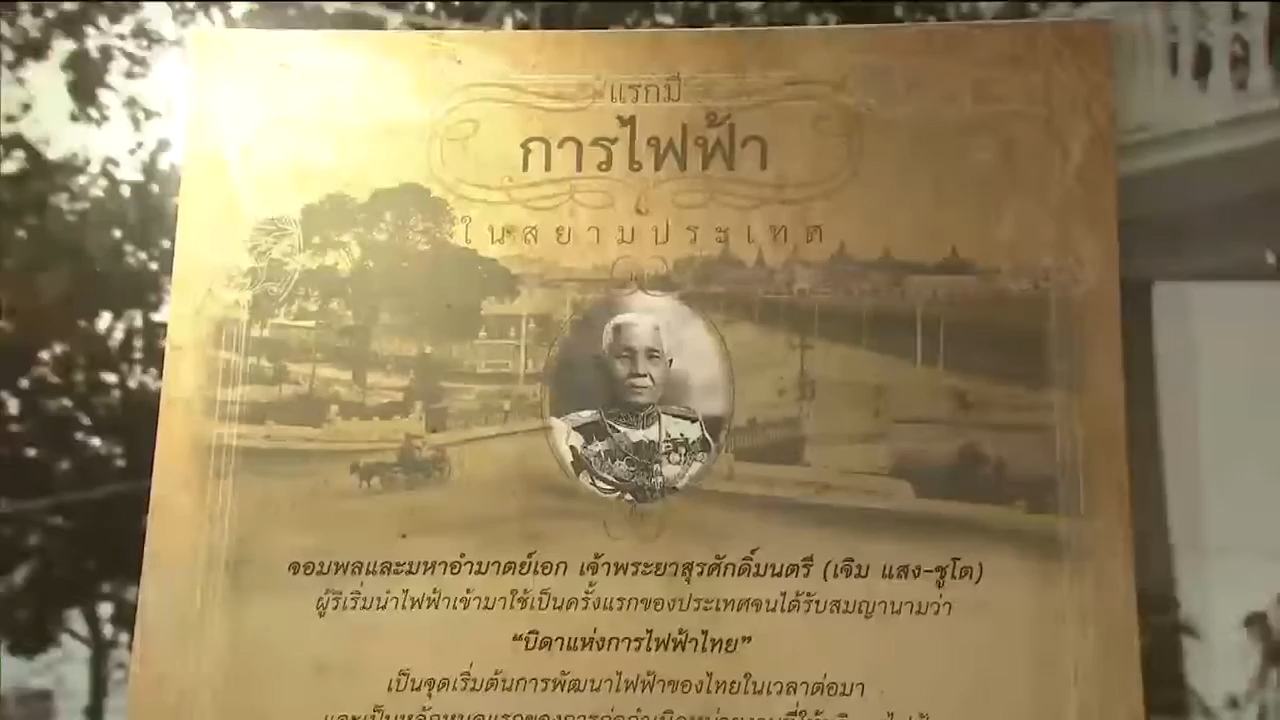 แรกมี
การไฟฟ้า
ในสยามประเทศ
จอมพลและมหาอำมาตย์เอก เจ้าพระยาสุรศักดิ์มนตรี (เจิม แสง-ชูโต)
ผู้ริเริ่มนำไฟฟ้าเข้ามาใช้เป็นครั้งแรกของประเทศจนได้รับสมญานามว่า
“บิดาแห่งการไฟฟ้าไทย”
เป็นจุดเริ่มต้นการพัฒนาไฟฟ้าของไทยในเวลาต่อมา